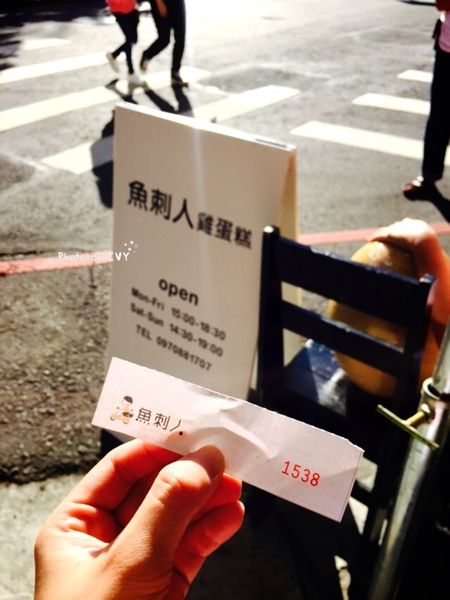 魚刺人雞蛋糕
Photo by IVY
open
Mon-Fri 15:00-18:30
Sat-Sun 14:30-19:00
TEL 0970881707
魚刺人
1538